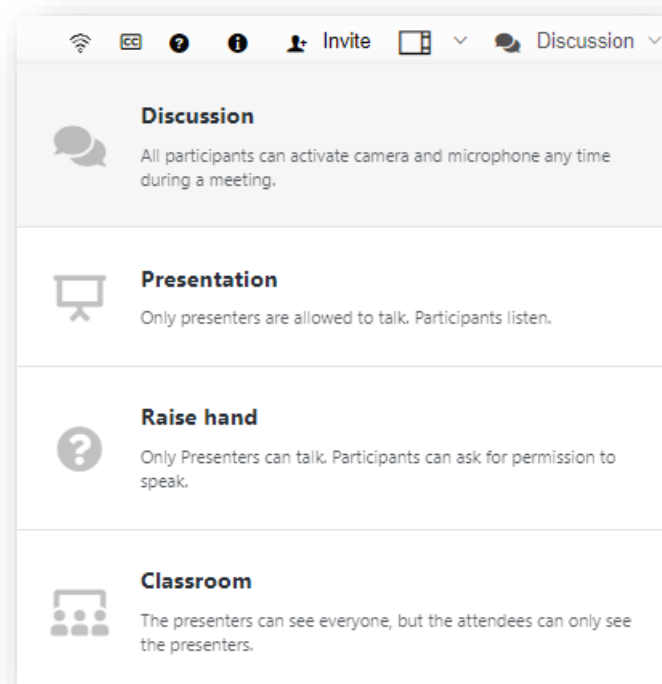 CC ? i Invite Discussion
Discussion
All participants can activate camera and microphone any time
during a meeting.
Presentation
Only presenters are allowed to talk. Participants listen.
Raise hand
?
Only Presenters can talk. Participants can ask for permission to
speak.
Classroom
The presenters can see everyone, but the attendees can only see
the presenters.